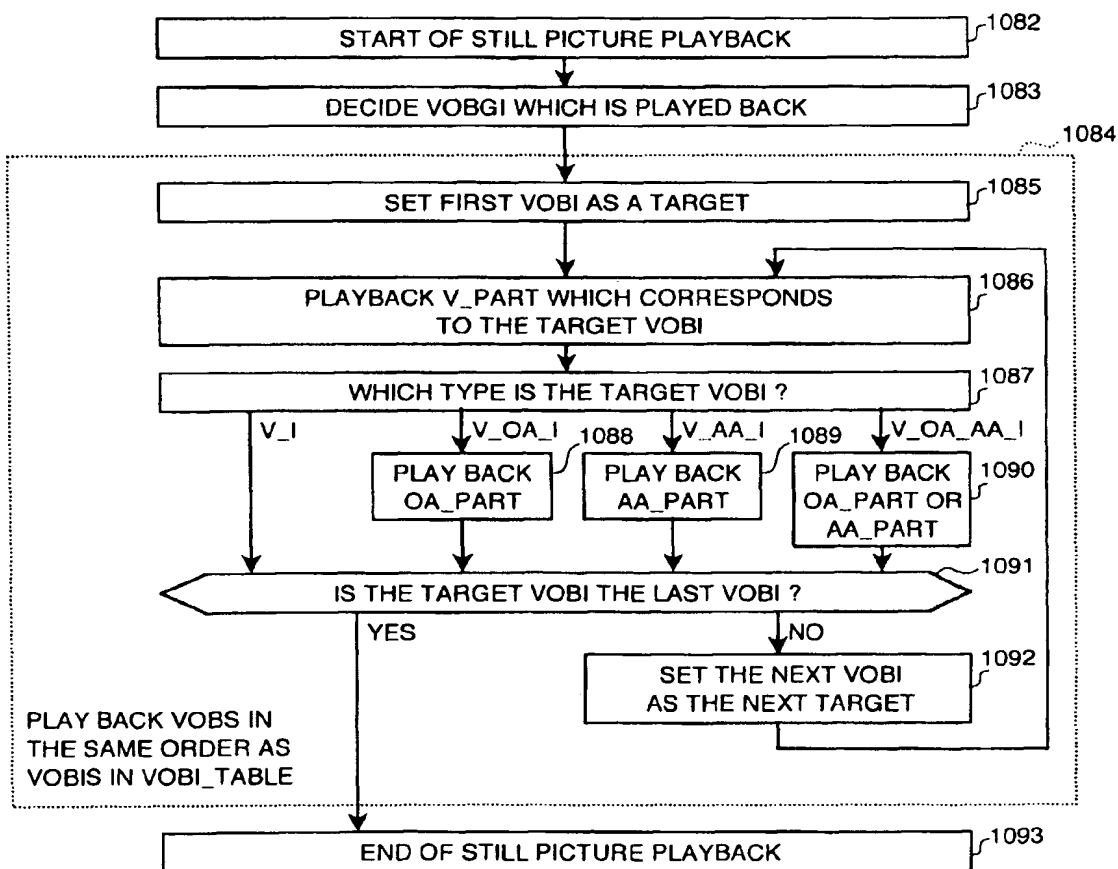 START OF STILL PICTURE PLAYBACK
1082
DECIDE VOBGI WHICH IS PLAYED BACK
1083
1084
SET FIRST VOBI AS A TARGET
1085
PLAYBACK V_PART WHICH CORRESPONDS
TO THE TARGET VOBI
1086
WHICH TYPE IS THE TARGET VOBI ?
1087
V_I
V_OA_I
1088
V_AA_I
1089
V_OA_AA_I
PLAY BACK
OA_PART
PLAY BACK
AA_PART
PLAY BACK
OA_PART OR
AA_PART
1090
IS THE TARGET VOBI THE LAST VOBI ?
1091
YES
NO
SET THE NEXT VOBI
AS THE NEXT TARGET
1092
PLAY BACK VOBS IN
THE SAME ORDER AS
VOBIS IN VOBI_TABLE
END OF STILL PICTURE PLAYBACK
1093